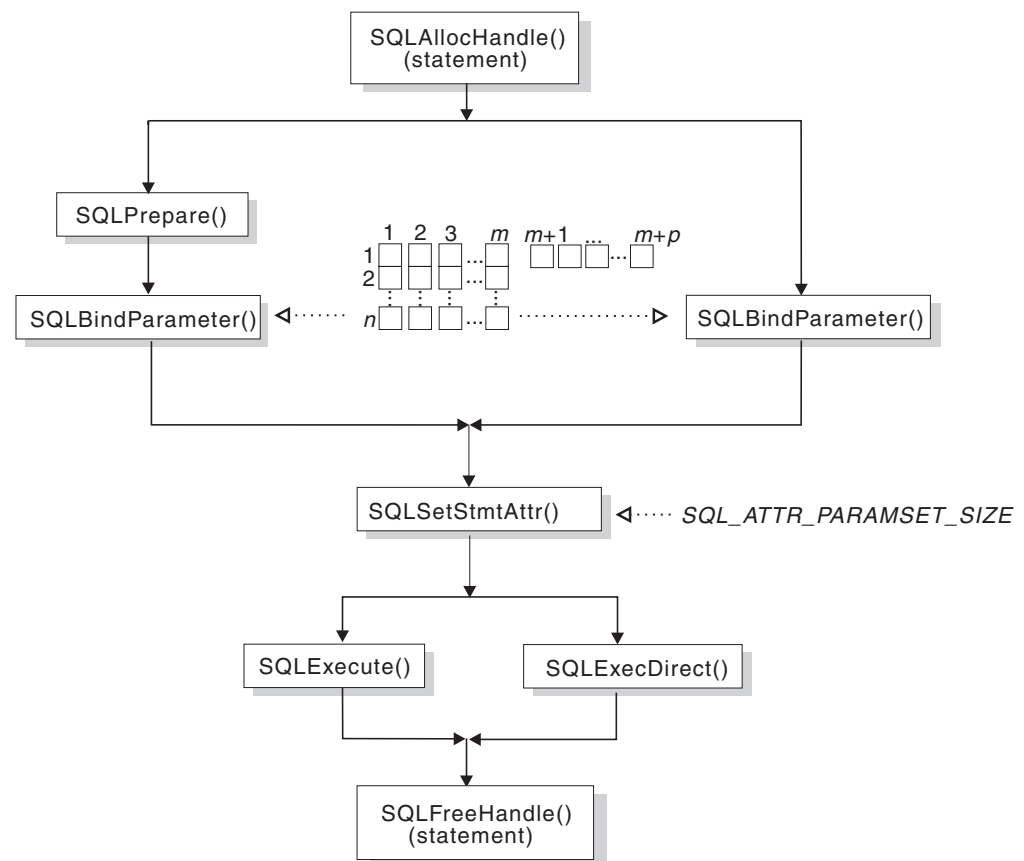 SQLAllocHandle()
(statement)
SQLPrepare()
1 2 3 m m+1 ... m+p
1 ... ...
2 ...
n ...
SQLBindParameter()
SQLBindParameter()
SQLSetStmtAttr()
SQL_ATTR_PARAMSET_SIZE
SQLExecute()
SQLExecDirect()
SQLFreeHandle()
(statement)